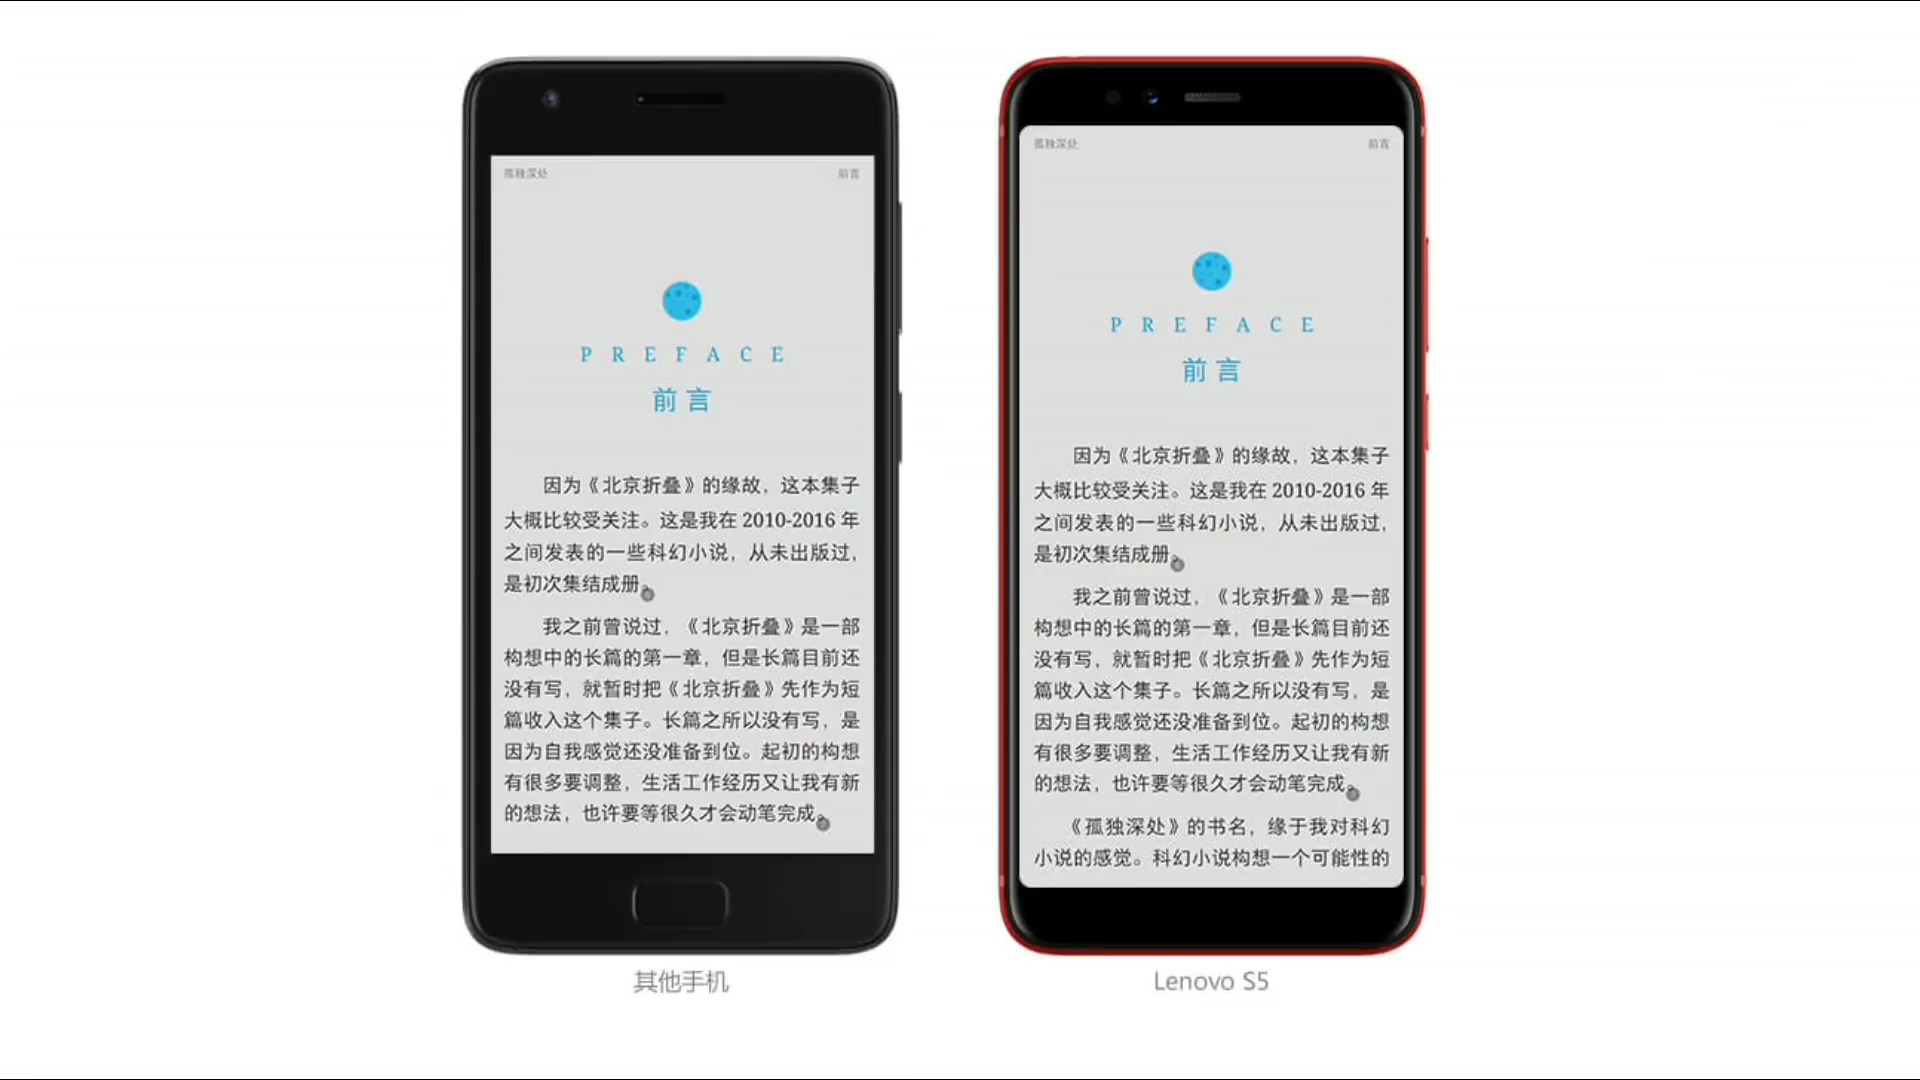 孤独深处
前言
PREFACE
前言
因为《北京折叠》的缘故，这本集子
大概比较受关注。这是我在 2010-2016 年
之间发表的一些科幻小说，从未出版过，
是初次集结成册。
我之前曾说过，《北京折叠》是一部
构想中的长篇的第一章，但是长篇目前还
没有写，就暂时把《北京折叠》先作为短
篇收入这个集子。长篇之所以没有写，是
因为自我感觉还没准备到位。起初的构想
有很多要调整，生活工作经历又让我有新
的想法，也许要等很久才会动笔完成。
其他手机
孤独深处
前言
PREFACE
前言
因为《北京折叠》的缘故，这本集子
大概比较受关注。这是我在 2010-2016 年
之间发表的一些科幻小说，从未出版过，
是初次集结成册。
我之前曾说过，《北京折叠》是一部
构想中的长篇的第一章，但是长篇目前还
没有写，就暂时把《北京折叠》先作为短
篇收入这个集子。长篇之所以没有写，是
因为自我感觉还没准备到位。起初的构想
有很多要调整，生活工作经历又让我有新
的想法，也许要等很久才会动笔完成。
《孤独深处》的书名，缘于我对科幻
小说的感觉。科幻小说构想一个可能性的
Lenovo S5